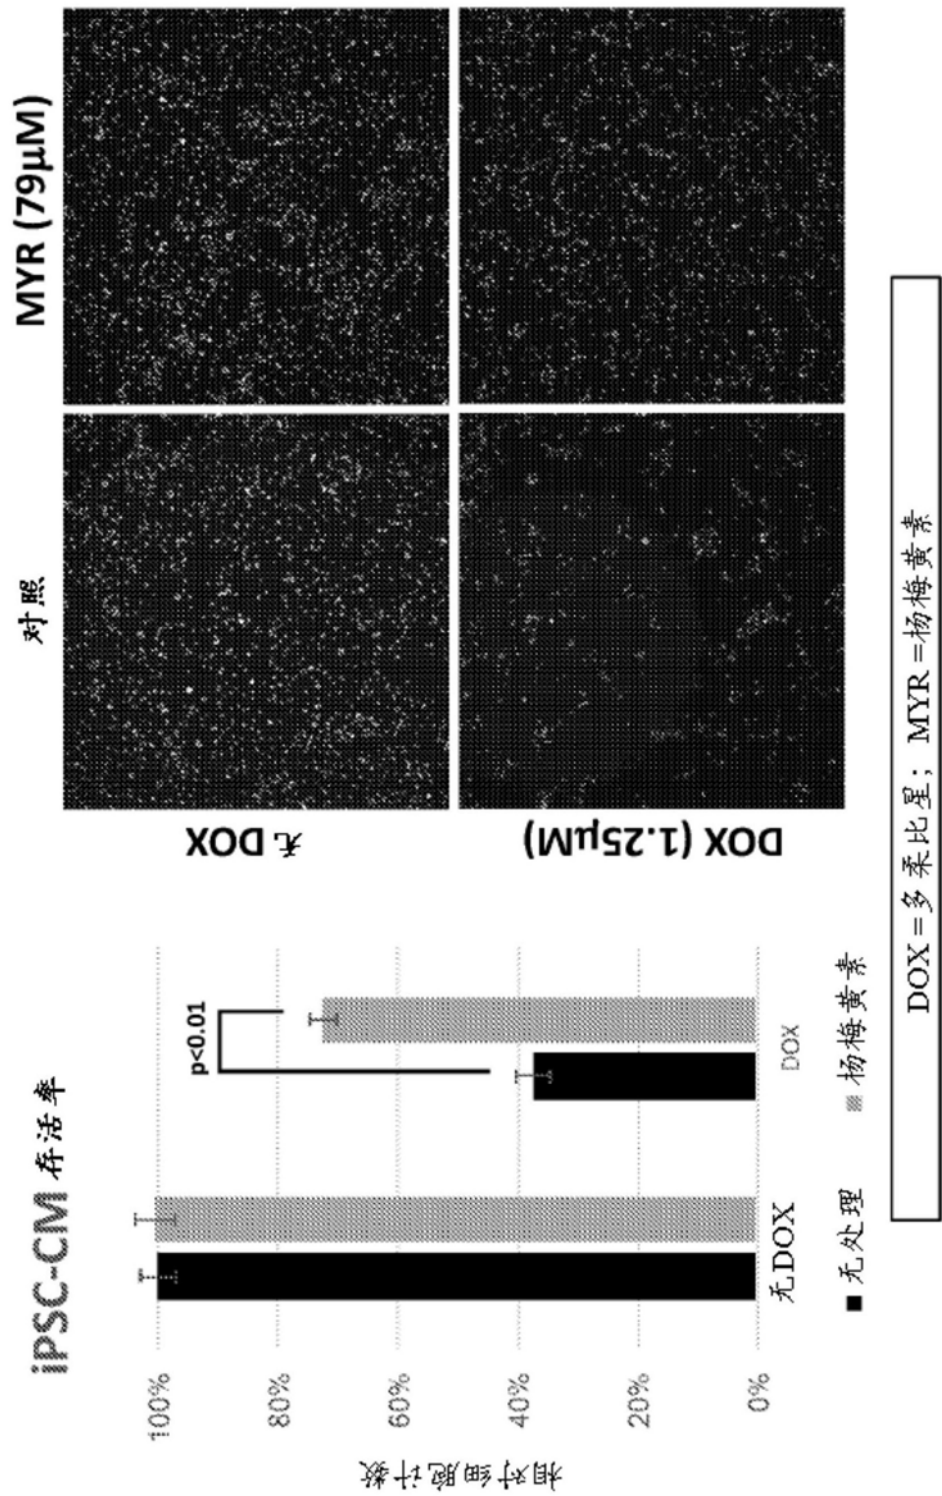 iPSC-CM 存活率
相对细胞计数
100%
80%
60%
40%
20%
0%
p<0.01
无DOX
DOX
■ 无处理
▒ 杨梅黄素
对照
MYR (79μM)
无 DOX
DOX (1.25μM)
DOX=多柔比星；MYR=杨梅黄素